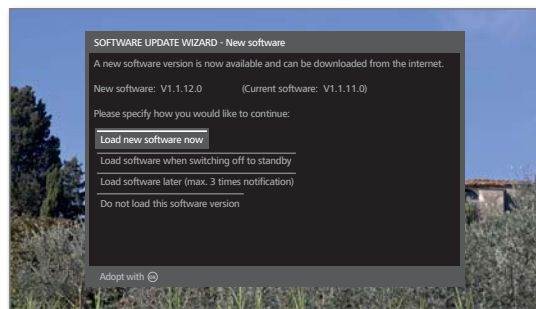 SOFTWARE UPDATE WIZARD - New software
A new software version is now available and can be downloaded from the internet.
New software: V1.1.12.0 (Current software: V1.1.11.0)
Please specify how you would like to continue:
Load new software now
Load software when switching off to standby
Load software later (max. 3 times notification)
Do not load this software version
Adopt with OK